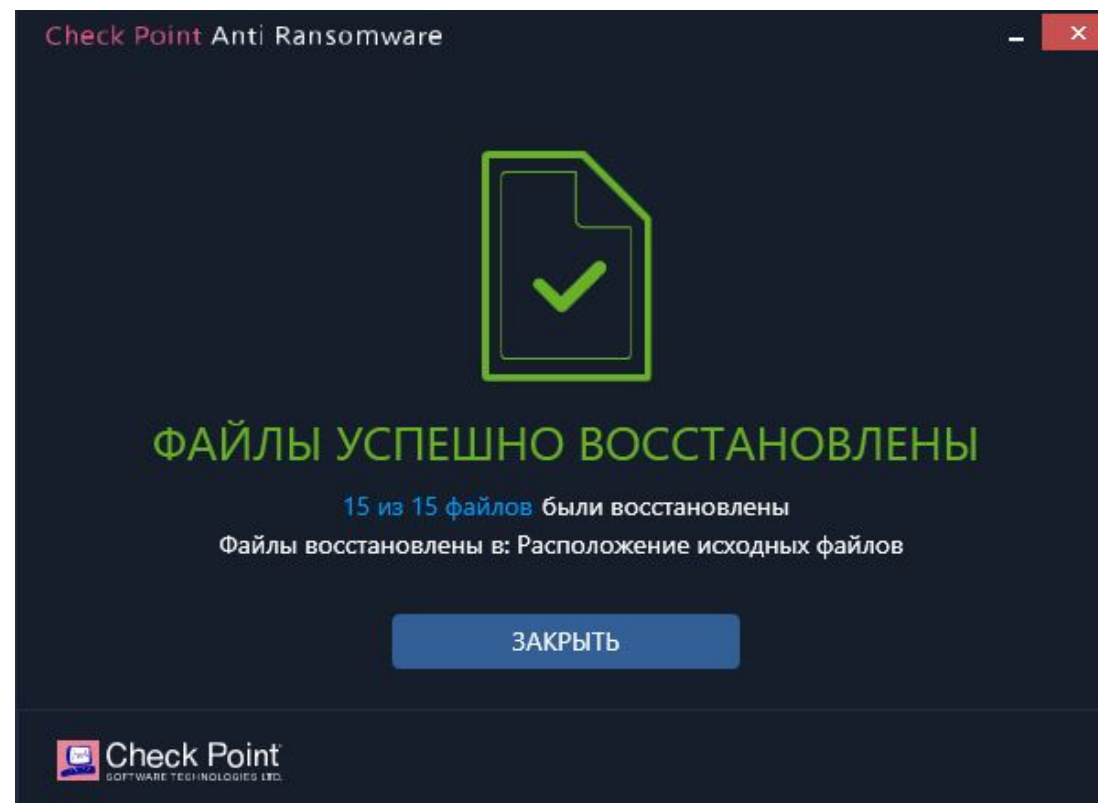 Check Point Anti Ransomware
ФАЙЛЫ УСПЕШНО ВОССТАНОВЛЕНЫ
15 из 15 файлов были восстановлены
Файлы восстановлены в: Расположение исходных файлов
ЗАКРЫТЬ
Check Point
SOFTWARE TECHNOLOGIES LTD.